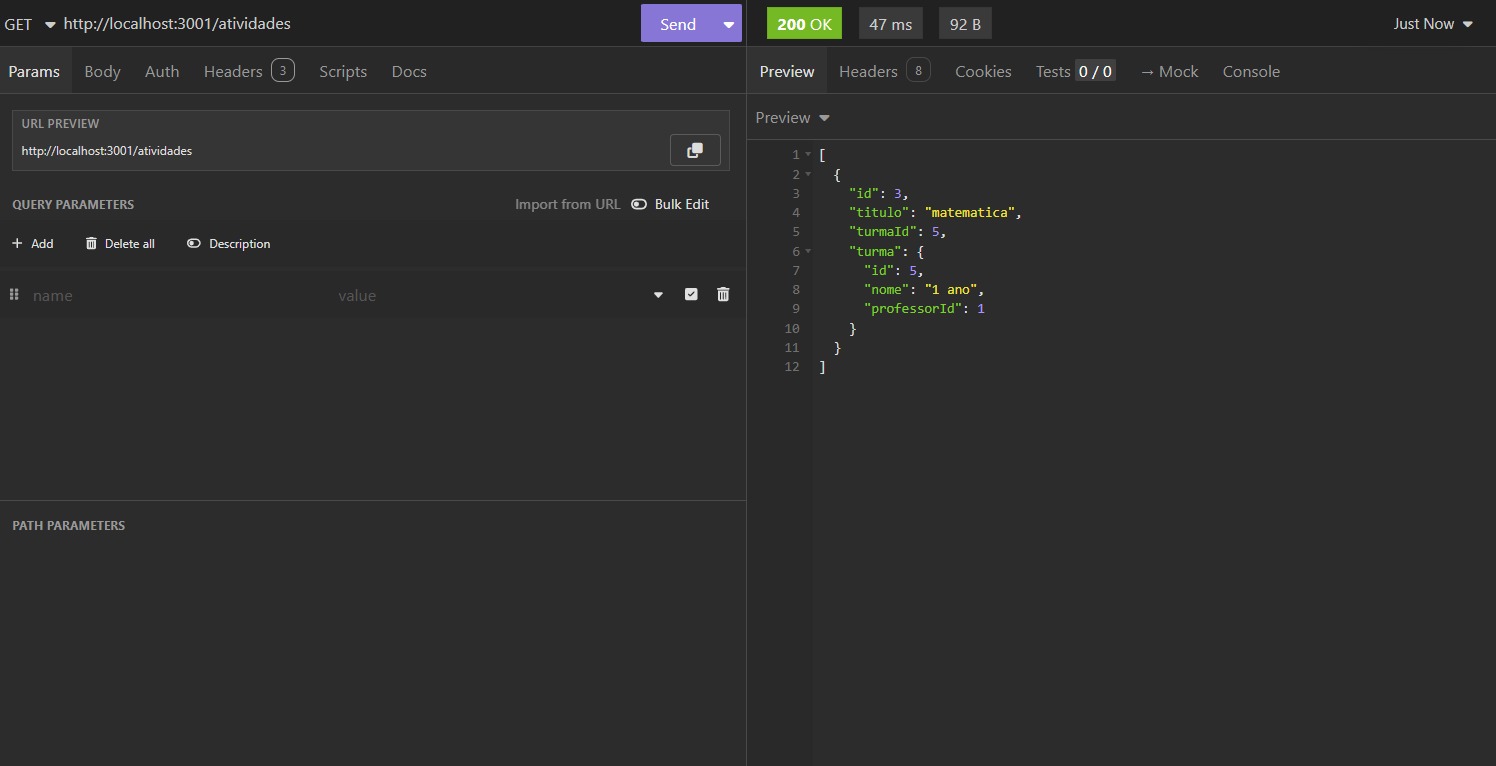 GET http://localhost:3001/atividades Send
Params Body Auth Headers 3 Scripts Docs
URL PREVIEW
http://localhost:3001/atividades
QUERY PARAMETERS Import from URL Bulk Edit
+ Add Delete all Description
name value
PATH PARAMETERS
200 OK 47 ms 92 B Just Now
Preview Headers 8 Cookies Tests 0 / 0 → Mock Console
Preview
1 [
2 {
3 "id": 3,
4 "titulo": "matematica",
5 "turmaId": 5,
6 "turma": {
7 "id": 5,
8 "nome": "1 ano",
9 "professorId": 1
10 }
11 }
12 ]